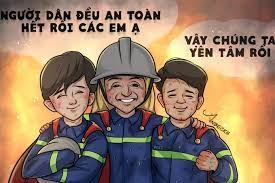 NGƯỜI DÂN ĐỀU AN TOÀN
HẾT RỒI CÁC EM Ạ
VẬY CHÚNG TA
YÊN TÂM RỒI